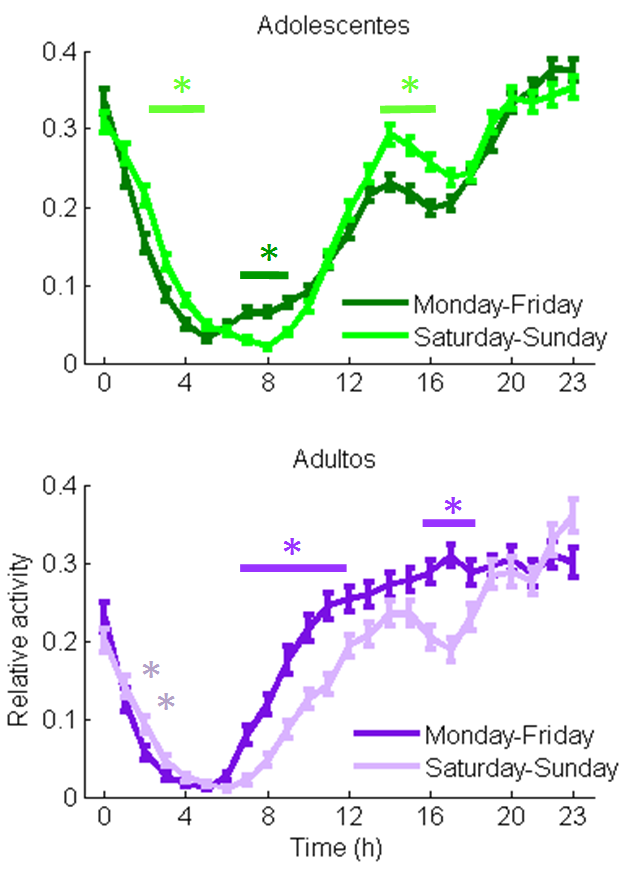 Adolescentes
0.4
0.3
0.2
0.1
0
*
*
*
Monday-Friday
Saturday-Sunday
0 4 8 12 16 20 23
Adultos
0.4
0.3
0.2
0.1
0
Relative activity
*
*
*
*
Monday-Friday
Saturday-Sunday
0 4 8 12 16 20 23
Time (h)